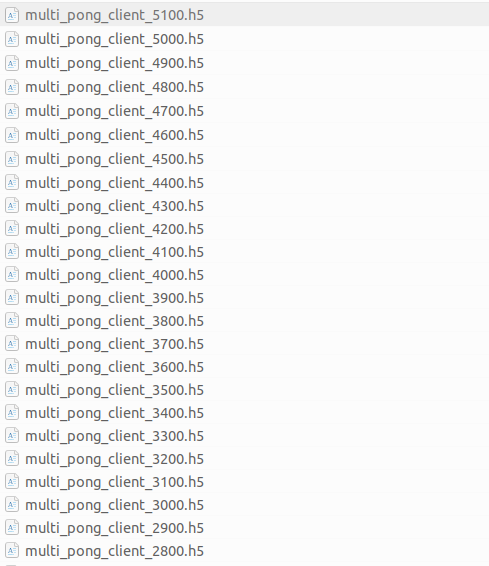 multi_pong_client_5100.h5
multi_pong_client_5000.h5
multi_pong_client_4900.h5
multi_pong_client_4800.h5
multi_pong_client_4700.h5
multi_pong_client_4600.h5
multi_pong_client_4500.h5
multi_pong_client_4400.h5
multi_pong_client_4300.h5
multi_pong_client_4200.h5
multi_pong_client_4100.h5
multi_pong_client_4000.h5
multi_pong_client_3900.h5
multi_pong_client_3800.h5
multi_pong_client_3700.h5
multi_pong_client_3600.h5
multi_pong_client_3500.h5
multi_pong_client_3400.h5
multi_pong_client_3300.h5
multi_pong_client_3200.h5
multi_pong_client_3100.h5
multi_pong_client_3000.h5
multi_pong_client_2900.h5
multi_pong_client_2800.h5